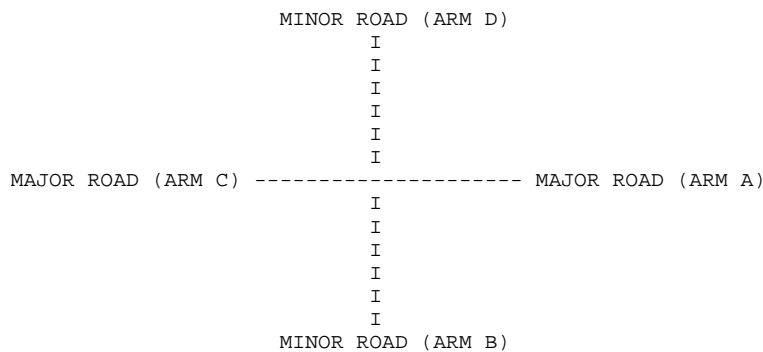 MINOR ROAD (ARM D)
I
I
I
I
I
I
MAJOR ROAD (ARM C) --------------------- MAJOR ROAD (ARM A)
I
I
I
I
I
I
MINOR ROAD (ARM B)